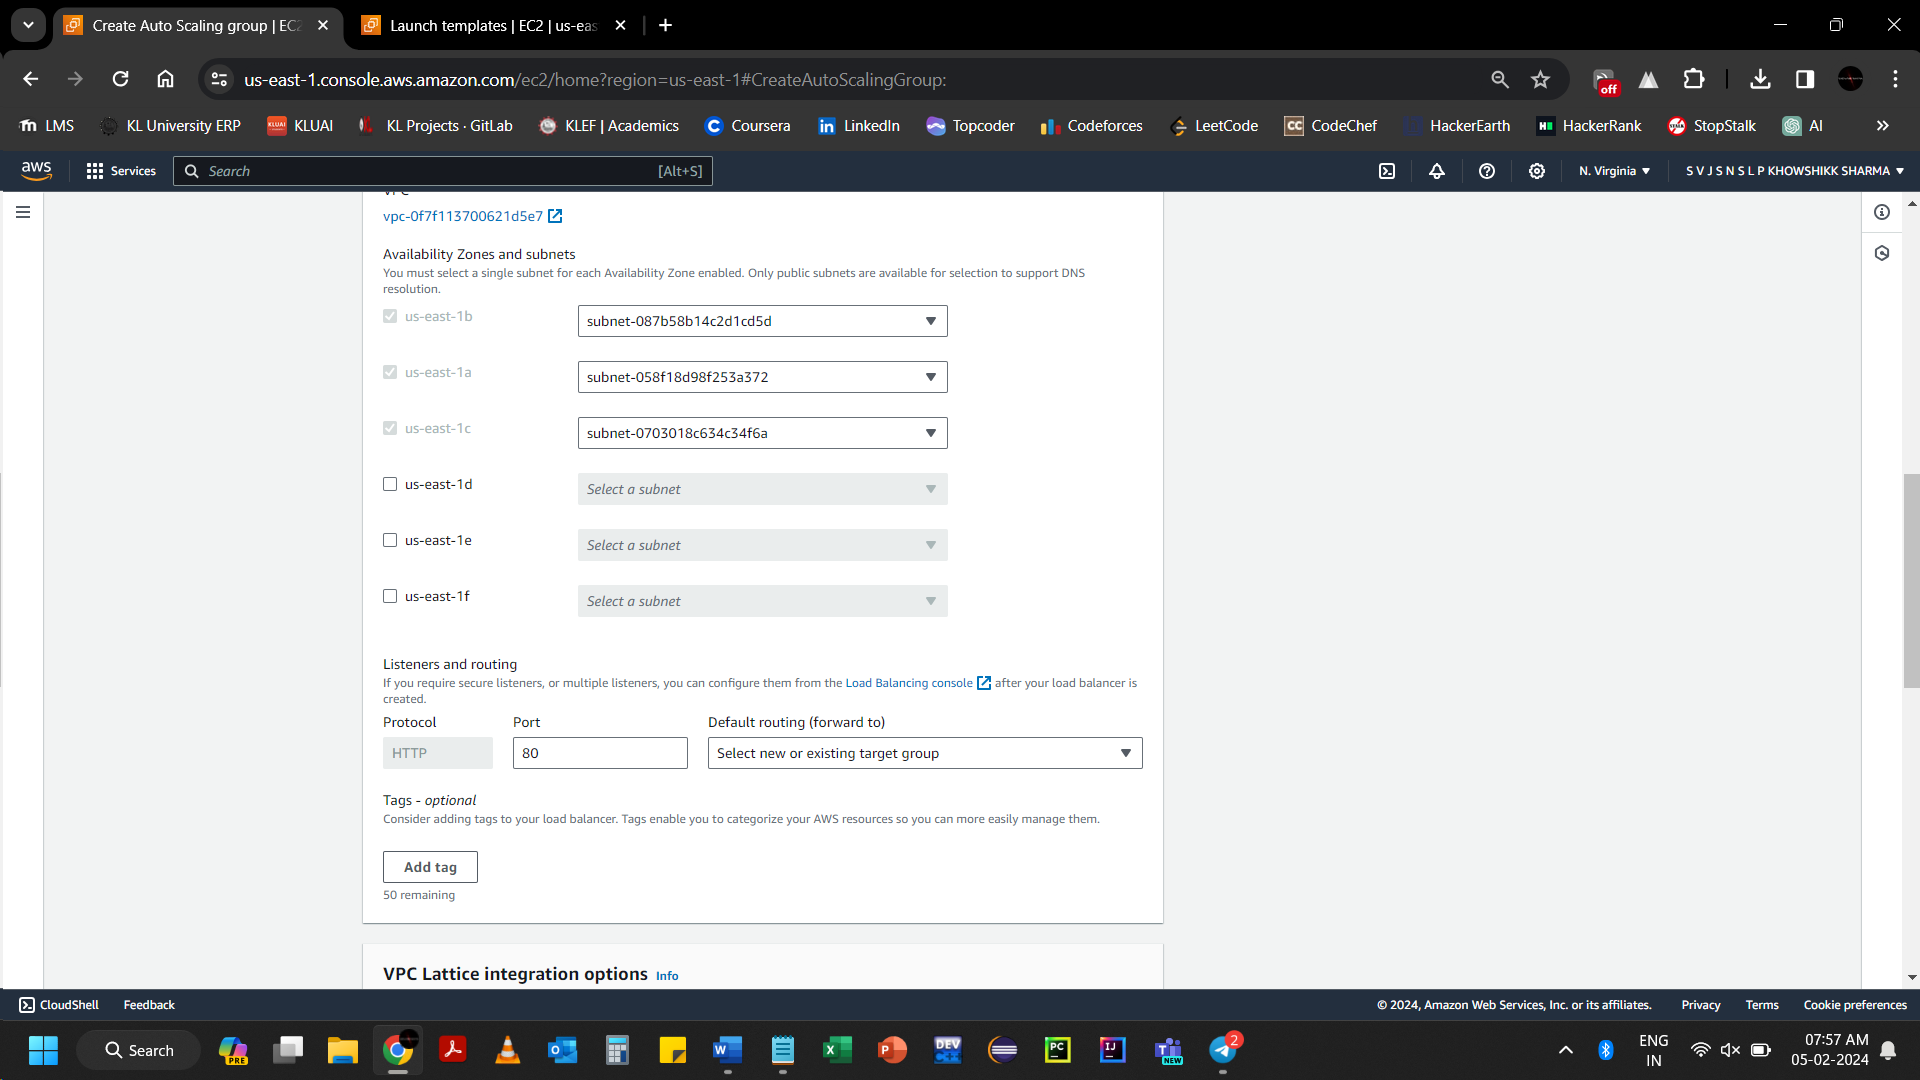 Create Auto Scaling group | EC2
Launch templates | EC2 | us-eas
us-east-1.console.aws.amazon.com/ec2/home?region=us-east-1#CreateAutoScalingGroup:
off
LMS
KL University ERP
KLUAI
KLUAI
KL Projects · GitLab
KLEF | Academics
Coursera
LinkedIn
Topcoder
Codeforces
LeetCode
CC CodeChef
HackerEarth
HackerRank
StopStalk
AI
aws
Services
Search
[Alt+S]
N. Virginia
S V J S N S L P KHOWSHIKK SHARMA
VPC
vpc-0f7f113700621d5e7
Availability Zones and subnets
You must select a single subnet for each Availability Zone enabled. Only public subnets are available for selection to support DNS
resolution.
us-east-1b
subnet-087b58b14c2d1cd5d
us-east-1a
subnet-058f18d98f253a372
us-east-1c
subnet-0703018c634c34f6a
us-east-1d
Select a subnet
us-east-1e
Select a subnet
us-east-1f
Select a subnet
Listeners and routing
If you require secure listeners, or multiple listeners, you can configure them from the Load Balancing console after your load balancer is
created.
Protocol
Port
Default routing (forward to)
HTTP
80
Select new or existing target group
Tags - optional
Consider adding tags to your load balancer. Tags enable you to categorize your AWS resources so you can more easily manage them.
Add tag
50 remaining
VPC Lattice integration options Info
CloudShell
Feedback
© 2024, Amazon Web Services, Inc. or its affiliates.
Privacy
Terms
Cookie preferences
Search
PRE
DEV
C++
PC
IJ
NEW
2
ENG
IN
07:57 AM
05-02-2024